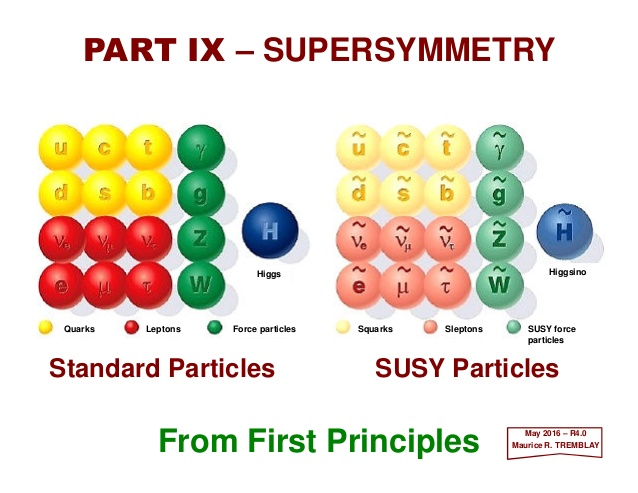 PART IX – SUPERSYMMETRY
u c t γ
d s b g
νe νμ ντ Z
e μ τ W
H
Higgs
Quarks Leptons Force particles
Standard Particles
ũ c̃ t̃ γ̃
d̃ s̃ b̃ g̃
ν̃e ν̃μ ν̃τ Z̃
ẽ μ̃ τ̃ W̃
H̃
Higgsino
Squarks Sleptons SUSY force
particles
SUSY Particles
From First Principles
May 2016 – R4.0
Maurice R. TREMBLAY